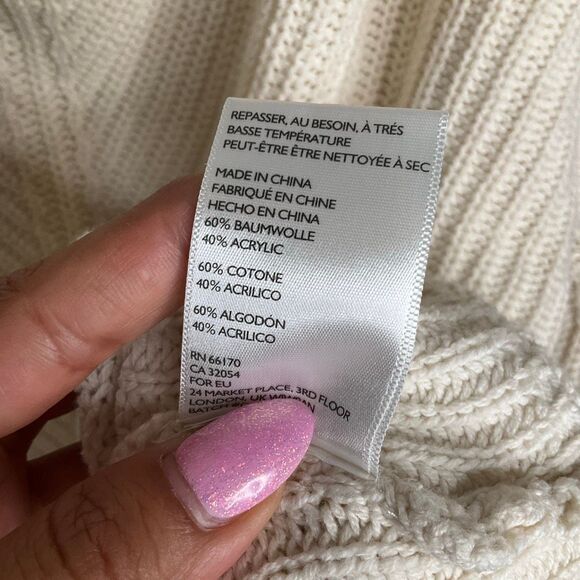 REPASSER, AU BESOIN, À TRÉS
BASSE TEMPÉRATURE
PEUT-ÊTRE ÊTRE NETTOYÉE À SEC
MADE IN CHINA
FABRIQUÉ EN CHINE
HECHO EN CHINA
60% BAUMWOLLE
40% ACRYLIC
60% COTONE
40% ACRILICO
60% ALGODÓN
40% ACRILICO
RN 66170
CA 32054
FOR EU
24 MARKET PLACE, 3RD FLOOR
LONDON, UK